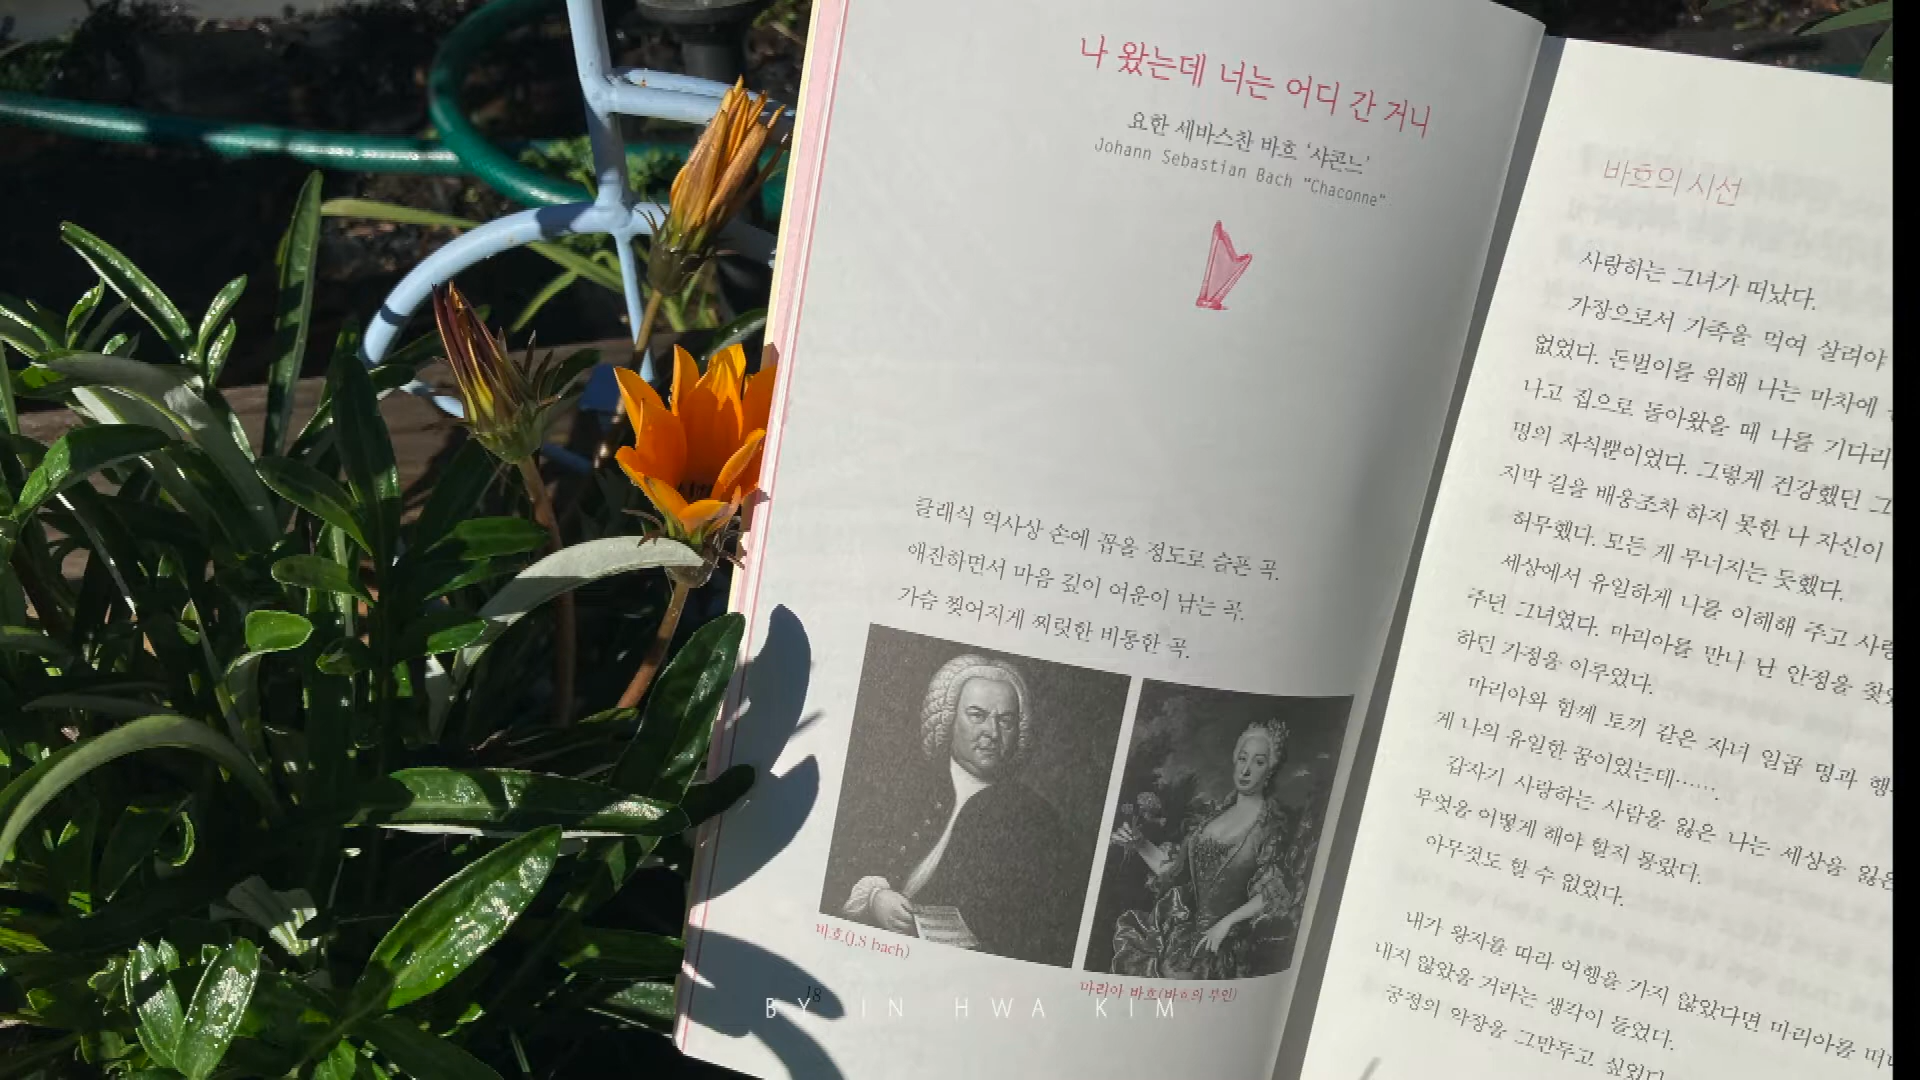 나 왔는데 너는 어디 간 거니
요한 세바스찬 바흐 '샤콘느'
Johann Sebastian Bach "Chaconne"
클래식 역사상 손에 꼽을 정도로 슬픈 곡.
애잔하면서 마음 깊이 여운이 남는 곡.
가슴 찢어지게 찌릿한 비통한 곡.
바흐(J.S bach)
마리아 바흐(바흐의 부인)
18
BY IN HWA KIM
바흐의 시선
사랑하는 그녀가 떠났다.
가장으로서 가족을 먹여 살려야
없었다. 돈벌이를 위해 나는 마차에
나고 집으로 돌아왔을 때 나를 기다리
명의 자식뿐이었다. 그렇게 건강했던 그
지막 길을 배웅조차 하지 못한 나 자신이
허무했다. 모든 게 무너지는 듯했다.
세상에서 유일하게 나를 이해해 주고 사랑
주던 그녀였다. 마리아를 만나 난 안정을 찾았
하던 가정을 이루었다.
마리아와 함께 토끼 같은 자녀 일곱 명과 행
게 나의 유일한 꿈이었는데…….
갑자기 사랑하는 사람을 잃은 나는 세상을 잃은
무엇을 어떻게 해야 할지 몰랐다.
아무것도 할 수 없었다.
내가 왕자를 따라 여행을 가지 않았다면 마리아를 떠나
내지 않았을 거라는 생각이 들었다.
궁정의 악장을 그만두고 싶었다